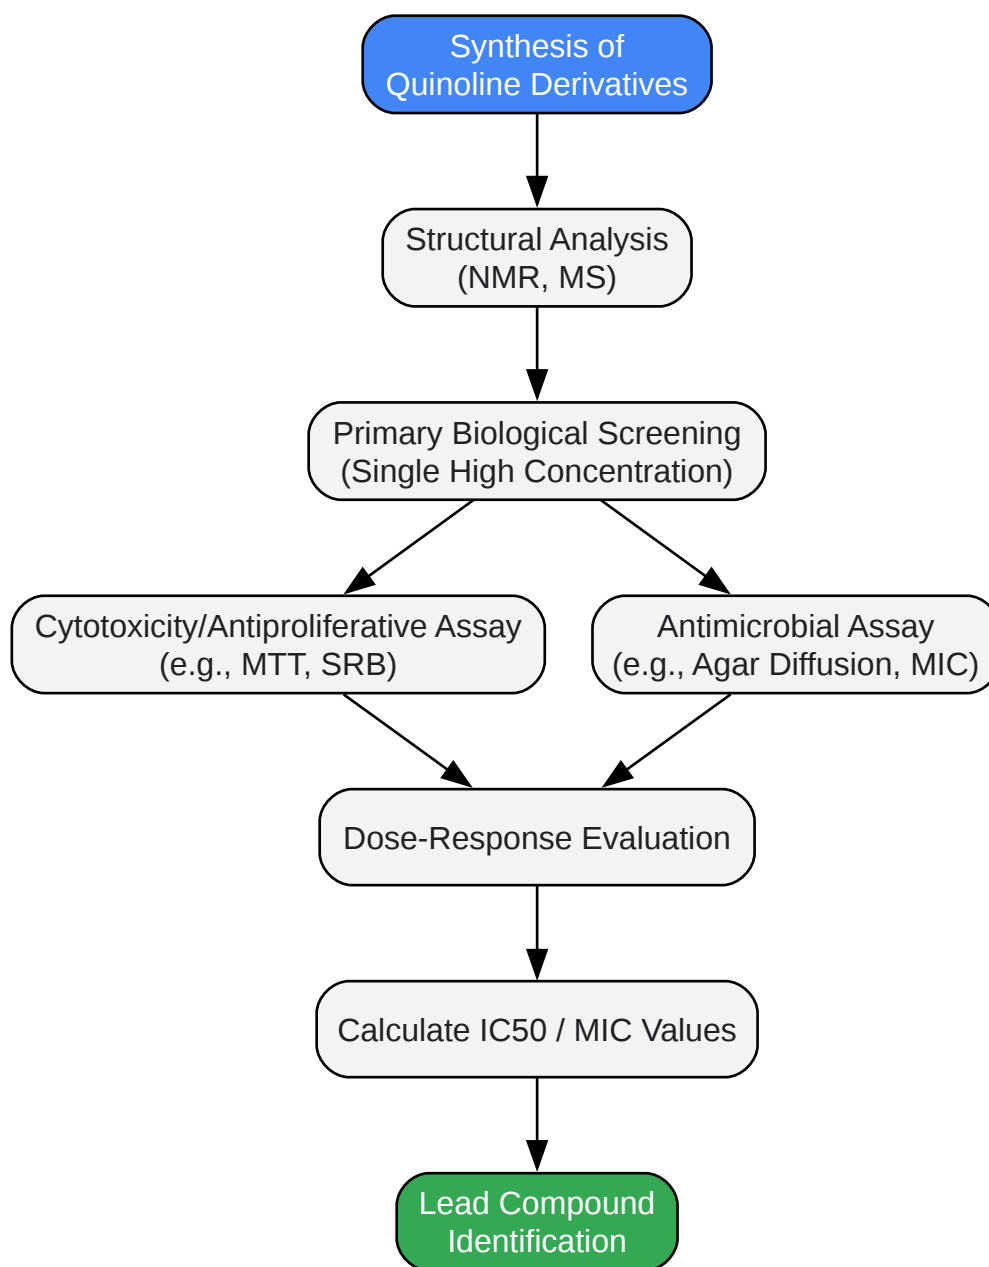 Synthesis of
Quinoline Derivatives
Structural Analysis
(NMR, MS)
Primary Biological Screening
(Single High Concentration)
Cytotoxicity/Antiproliferative Assay
(e.g., MTT, SRB)
Antimicrobial Assay
(e.g., Agar Diffusion, MIC)
Dose-Response Evaluation
Calculate IC50 / MIC Values
Lead Compound
Identification